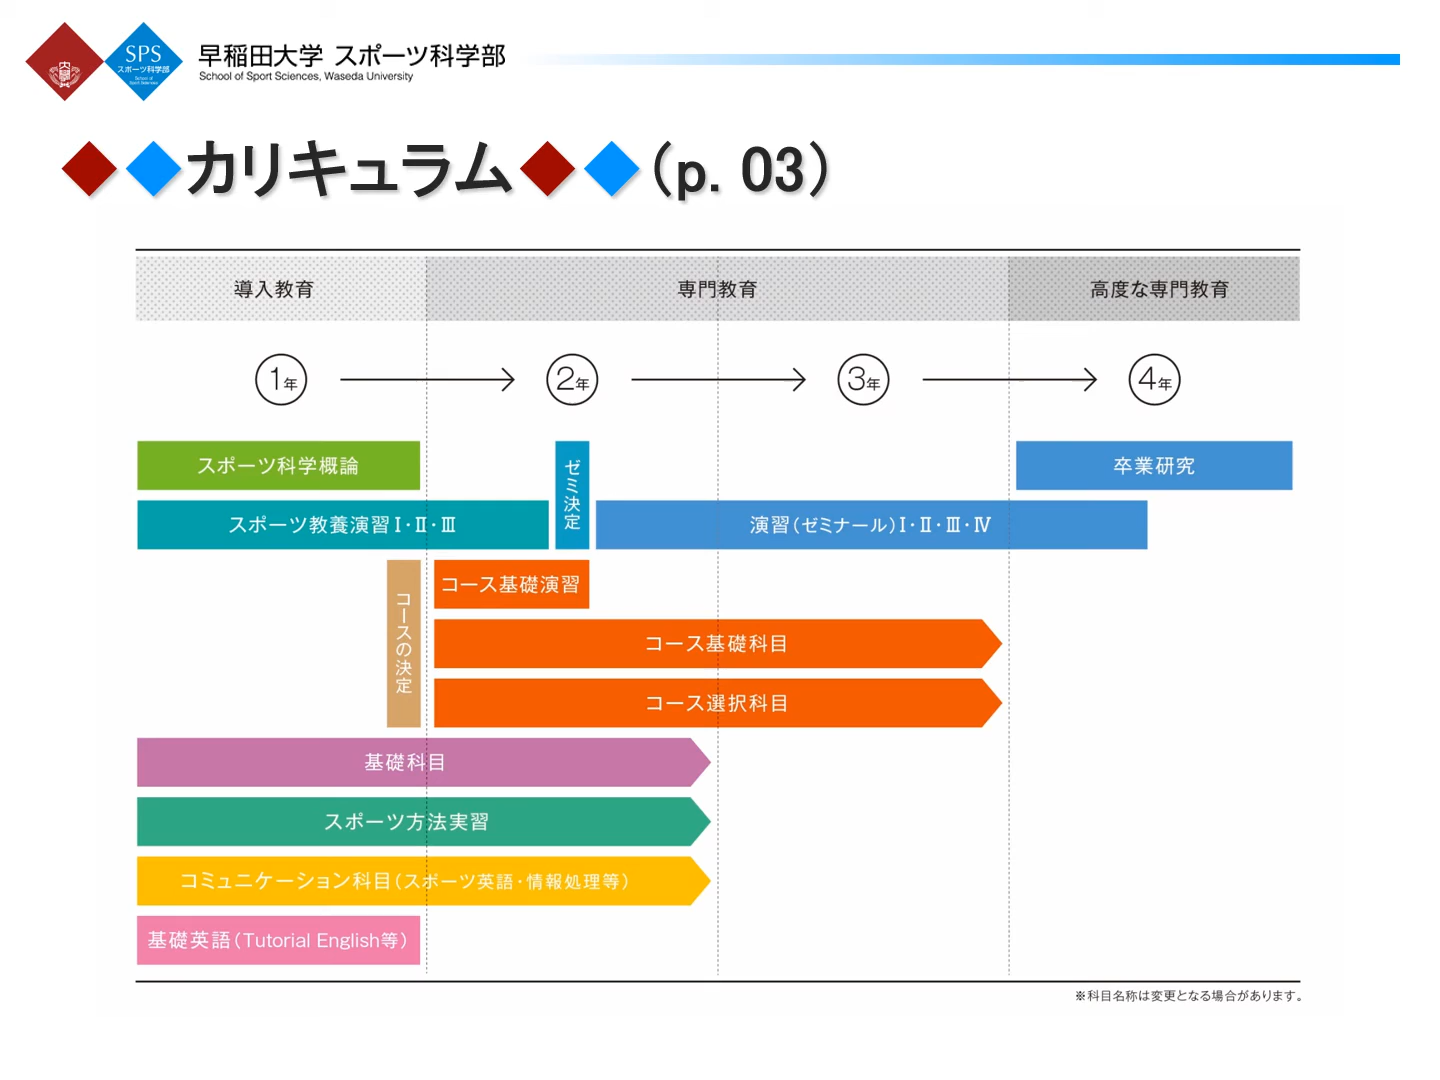 SPS
スポーツ科学部
School of
Sport Sciences
早稲田大学 スポーツ科学部
School of Sport Sciences, Waseda University
◆◆カリキュラム◆◆（p. 03）
導入教育 専門教育 高度な専門教育
1年 2年 3年 4年
スポーツ科学概論
ゼミ決定
卒業研究
スポーツ教養演習Ⅰ・Ⅱ・Ⅲ
演習（ゼミナール）Ⅰ・Ⅱ・Ⅲ・Ⅳ
コースの決定
コース基礎演習
コース基礎科目
コース選択科目
基礎科目
スポーツ方法実習
コミュニケーション科目（スポーツ英語・情報処理等）
基礎英語（Tutorial English等）
※科目名称は変更となる場合があります。